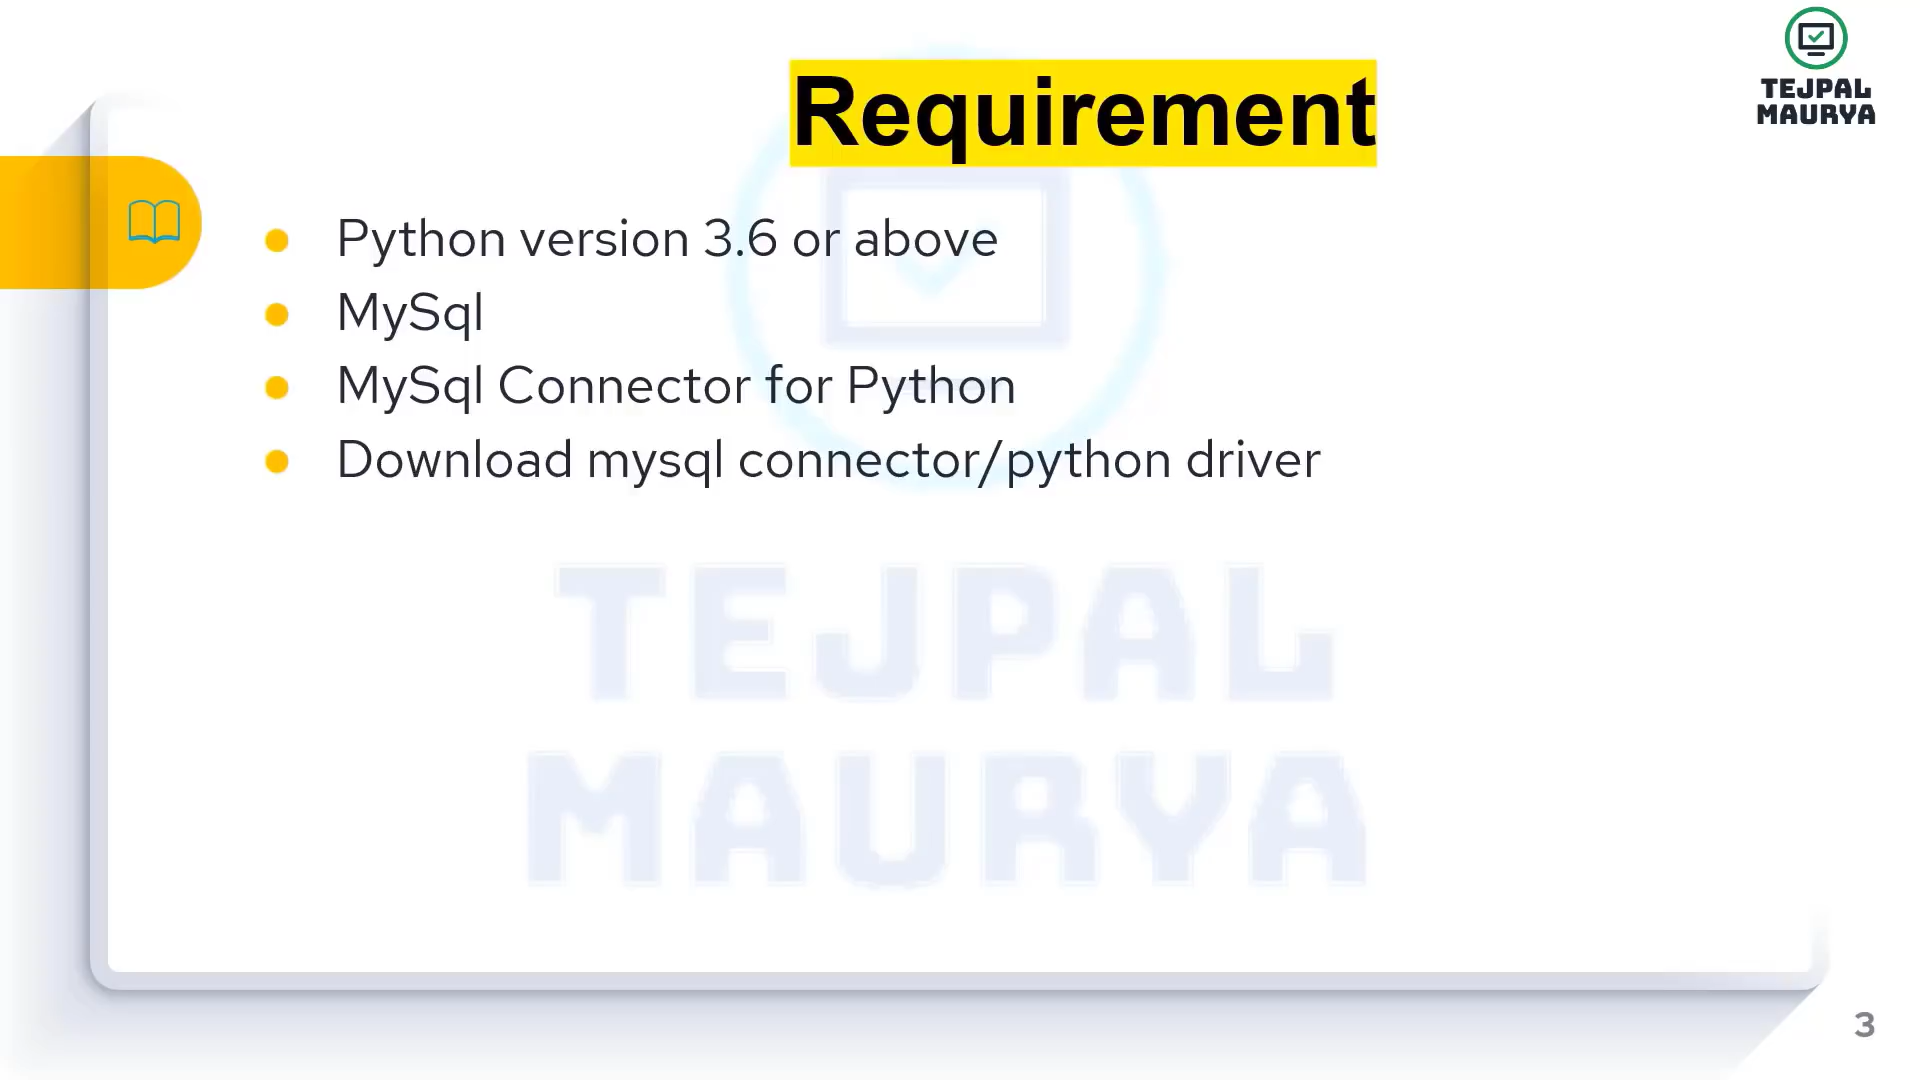 Requirement
TEJPAL
MAURYA
Python version 3.6 or above
MySql
MySql Connector for Python
Download mysql connector/python driver
TEJPAL
MAURYA
3